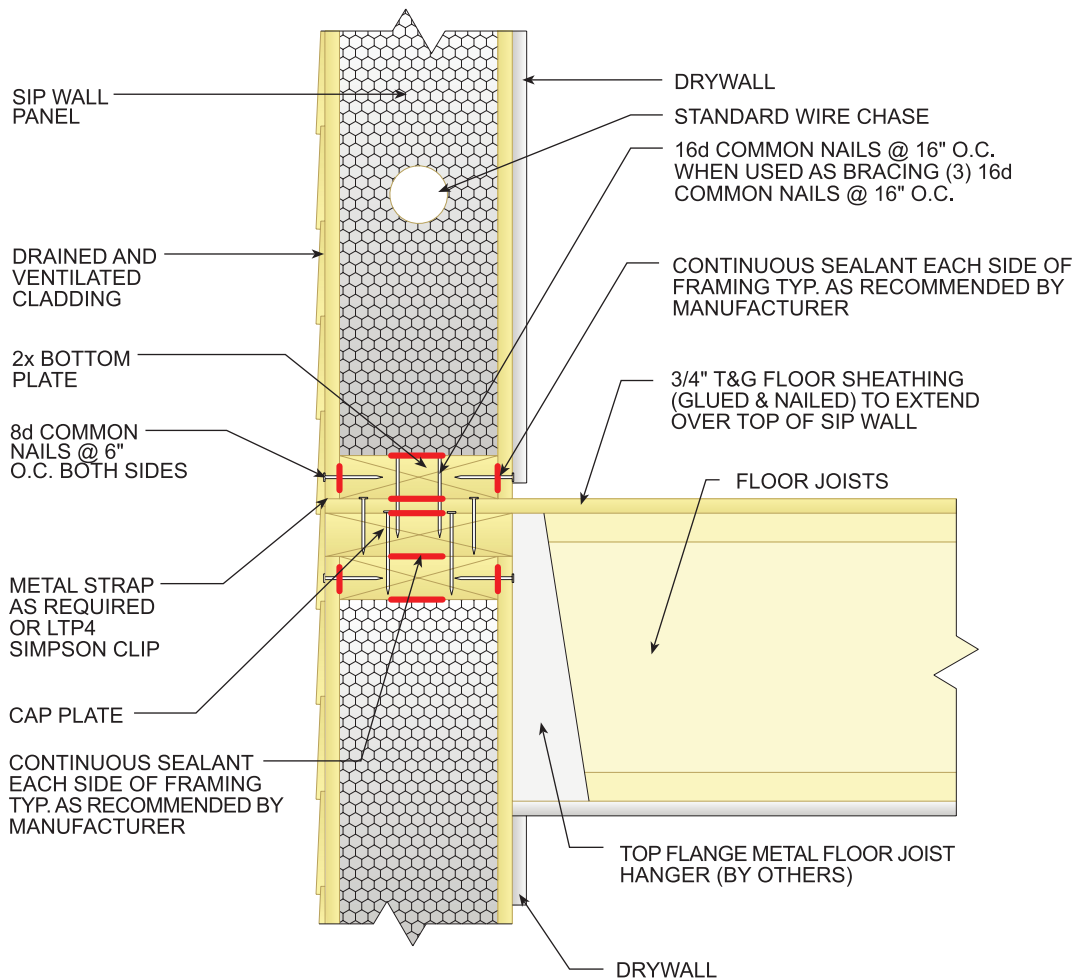 SIP WALL
PANEL
DRAINED AND
VENTILATED
CLADDING
2x BOTTOM
PLATE
8d COMMON
NAILS @ 6"
O.C. BOTH SIDES
METAL STRAP
AS REQUIRED
OR LTP4
SIMPSON CLIP
CAP PLATE
CONTINUOUS SEALANT
EACH SIDE OF FRAMING
TYP. AS RECOMMENDED BY
MANUFACTURER
DRYWALL
STANDARD WIRE CHASE
16d COMMON NAILS @ 16" O.C.
WHEN USED AS BRACING (3) 16d
COMMON NAILS @ 16" O.C.
CONTINUOUS SEALANT EACH SIDE OF
FRAMING TYP. AS RECOMMENDED BY
MANUFACTURER
3/4" T&G FLOOR SHEATHING
(GLUED & NAILED) TO EXTEND
OVER TOP OF SIP WALL
FLOOR JOISTS
TOP FLANGE METAL FLOOR JOIST
HANGER (BY OTHERS)
DRYWALL